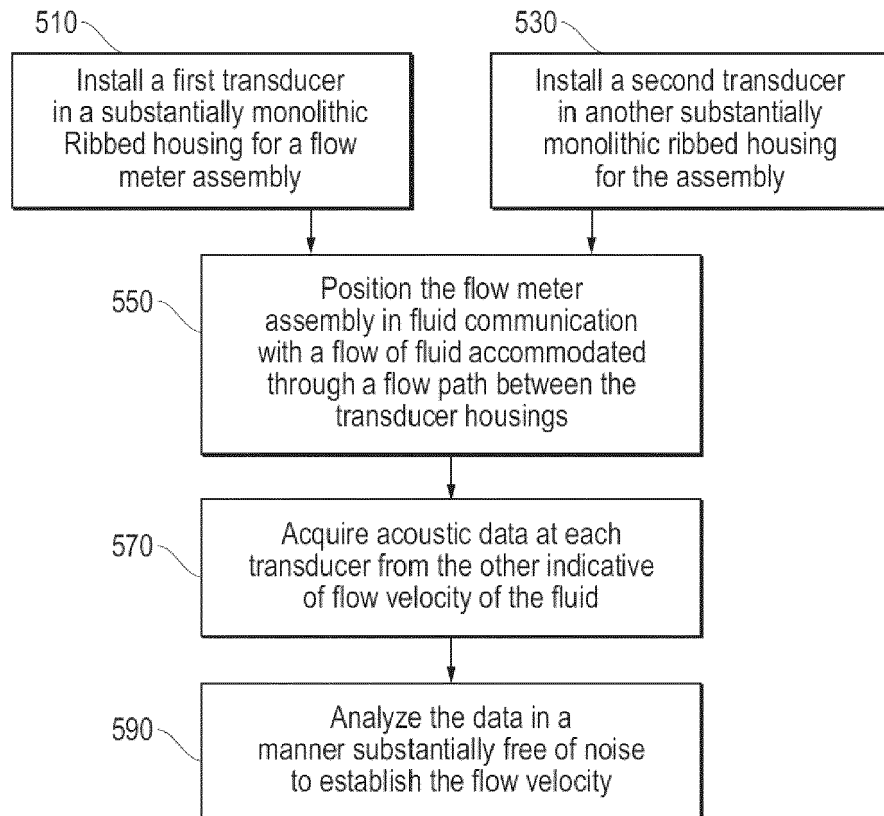 510
Install a first transducer
in a substantially monolithic
Ribbed housing for a flow
meter assembly
530
Install a second transducer
in another substantially
monolithic ribbed housing
for the assembly
550
Position the flow meter
assembly in fluid communication
with a flow of fluid accommodated
through a flow path between the
transducer housings
570
Acquire acoustic data at each
transducer from the other indicative
of flow velocity of the fluid
590
Analyze the data in a
manner substantially free of noise
to establish the flow velocity